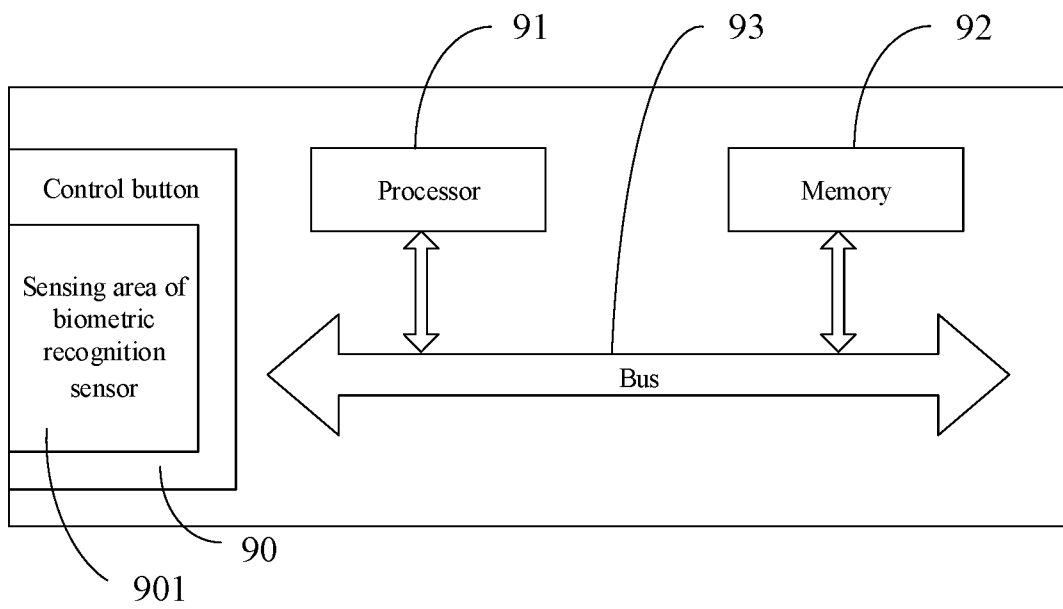 91
93
92
Control button
Processor
Memory
Sensing area of
biometric
recognition
sensor
Bus
90
901